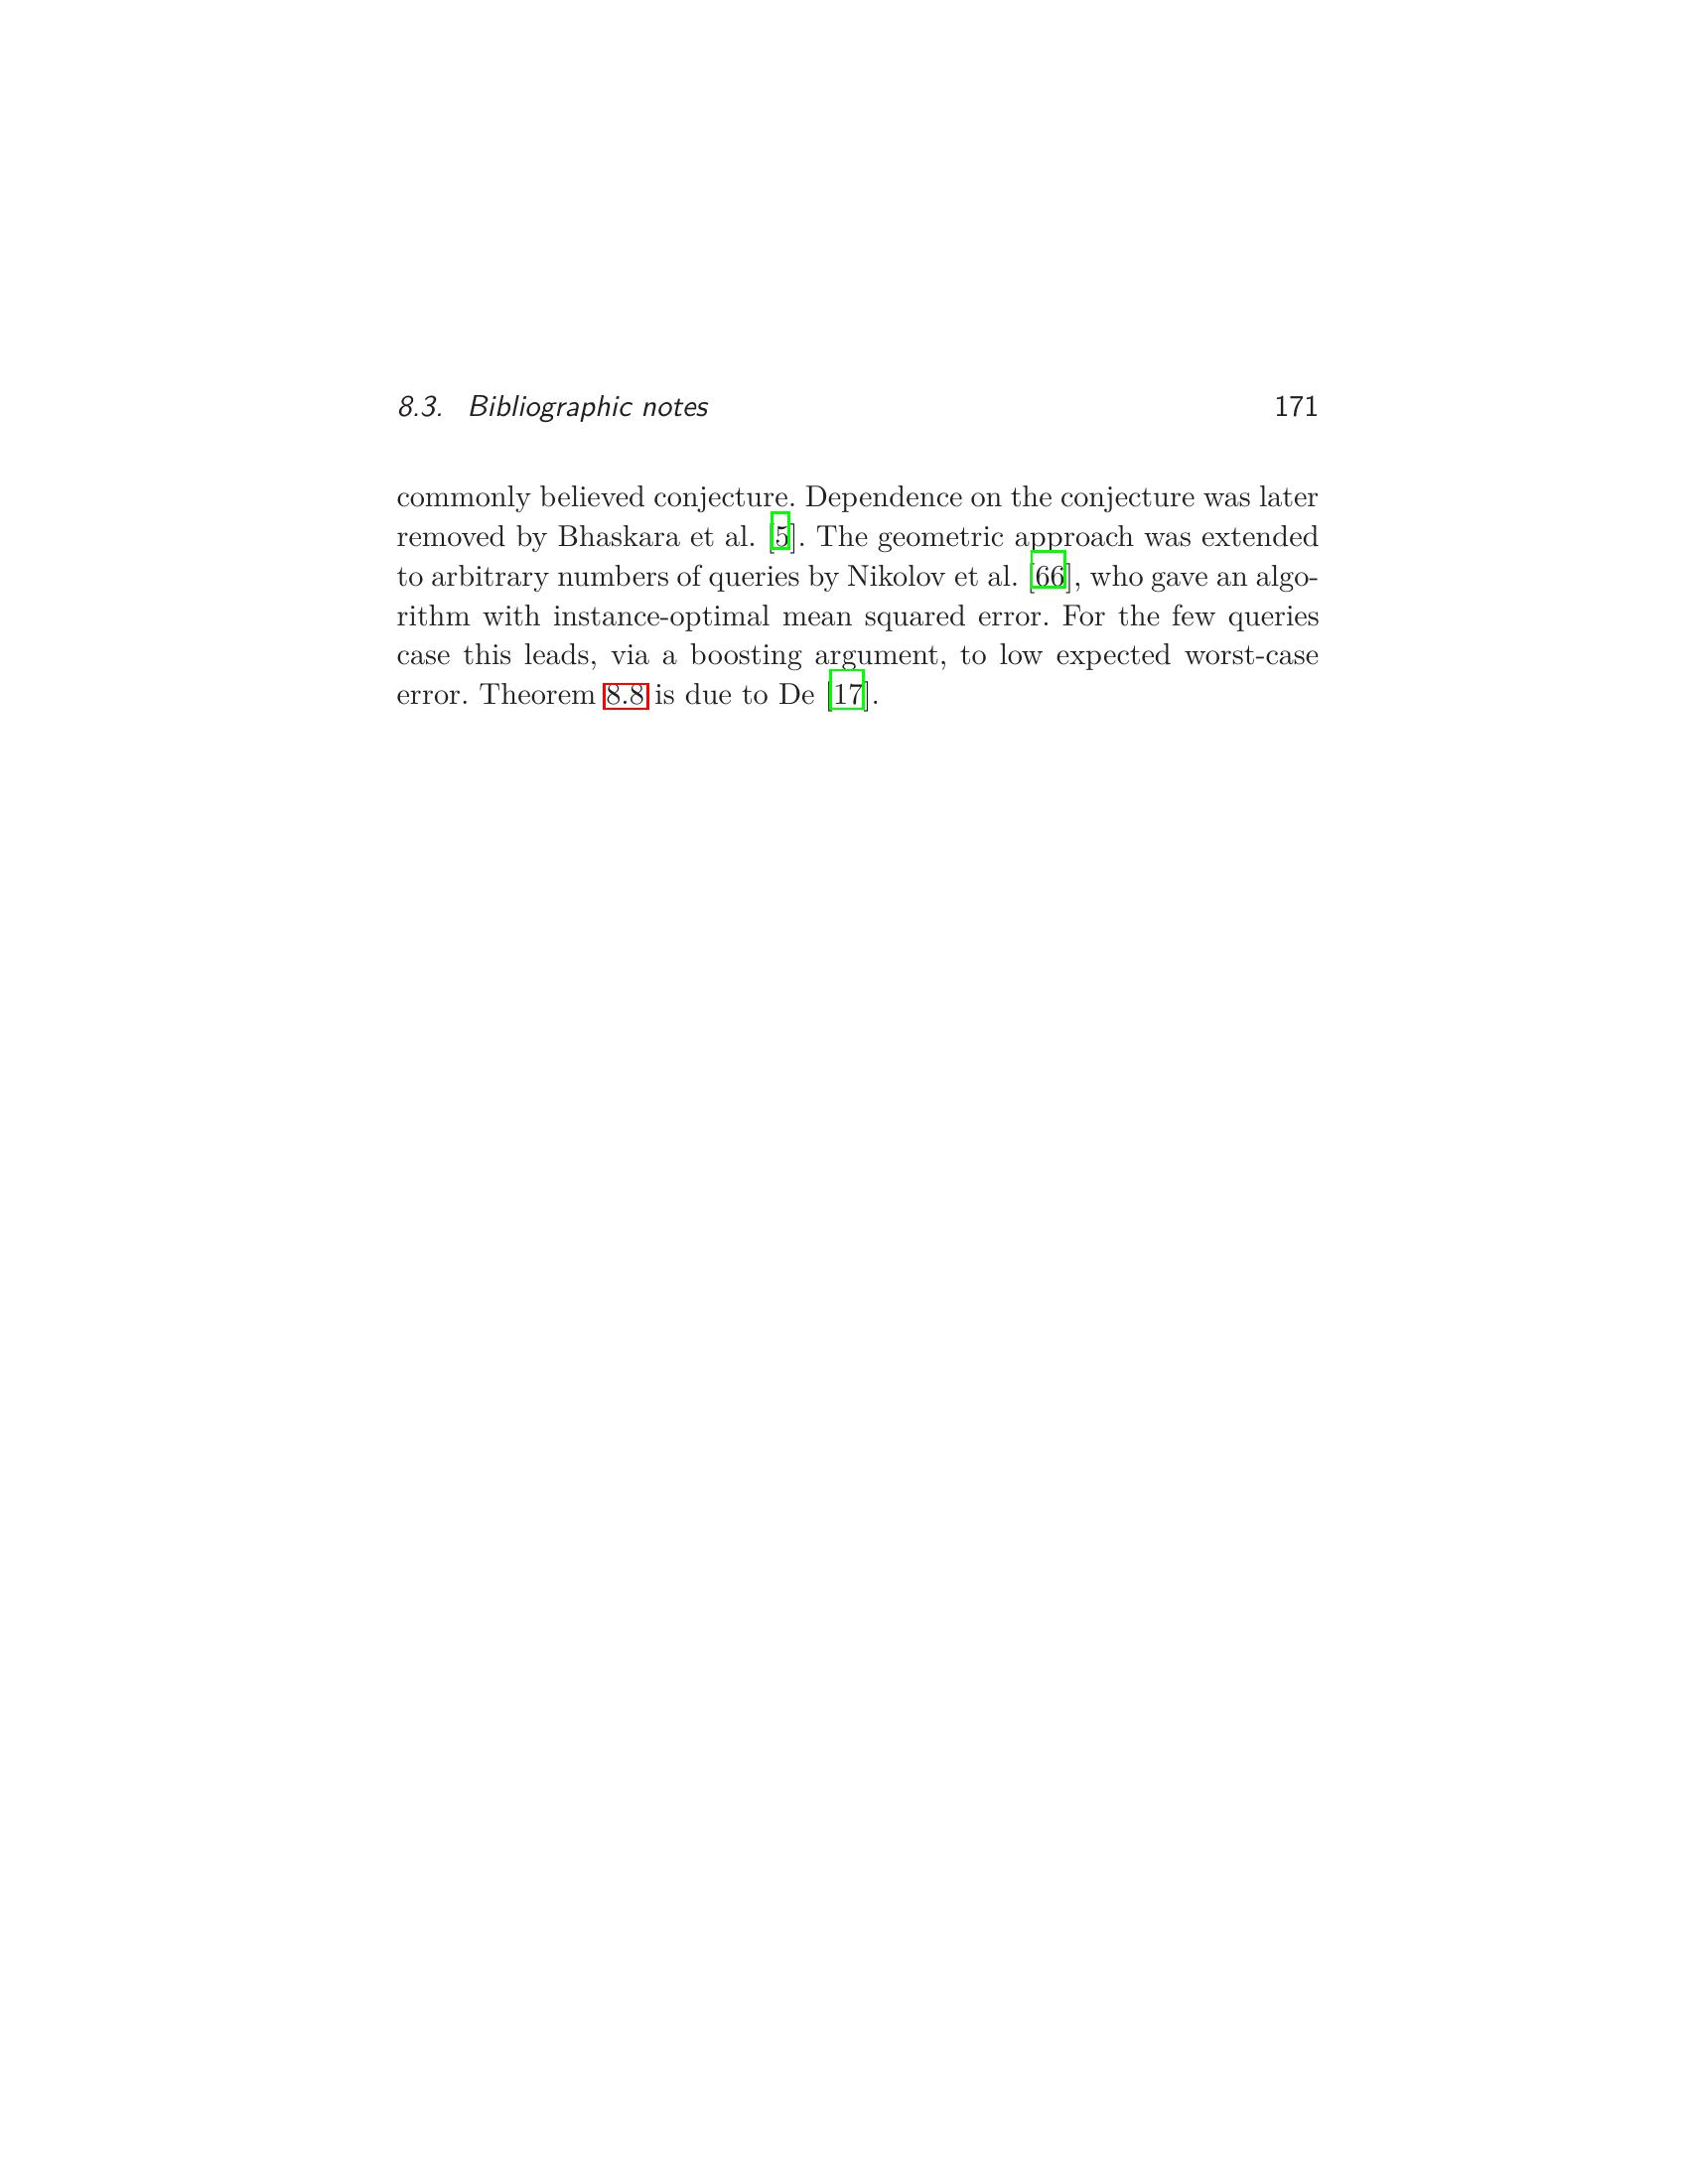 8.3. Bibliographic notes 171
commonly believed conjecture. Dependence on the conjecture was later
removed by Bhaskara et al. [5]. The geometric approach was extended
to arbitrary numbers of queries by Nikolov et al. [66], who gave an algo-
rithm with instance-optimal mean squared error. For the few queries
case this leads, via a boosting argument, to low expected worst-case
error. Theorem 8.8 is due to De [17].